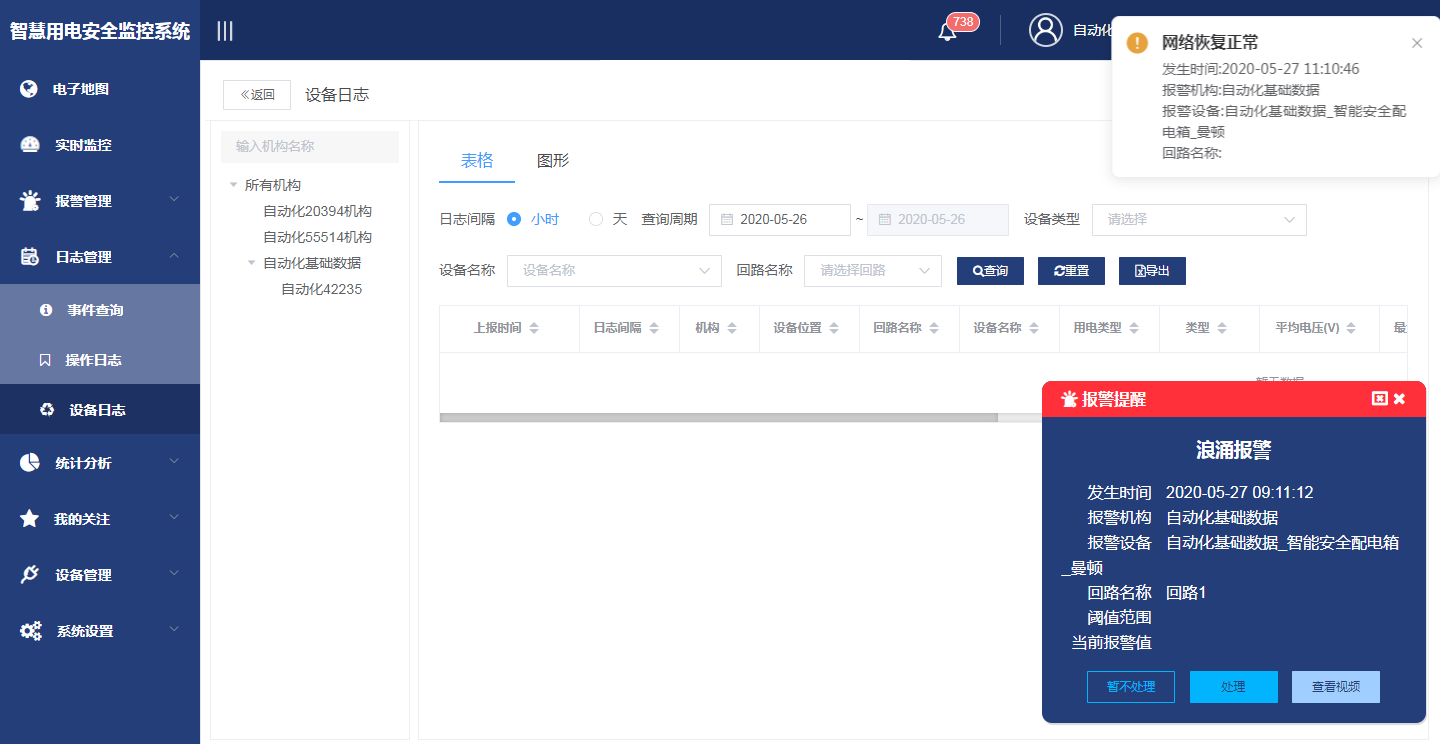 智慧用电安全监控系统
738
自动化
电子地图
实时监控
报警管理
日志管理
事件查询
操作日志
设备日志
统计分析
我的关注
设备管理
系统设置
网络恢复正常
发生时间:2020-05-27 11:10:46
报警机构:自动化基础数据
报警设备:自动化基础数据_智能安全配
电箱_曼顿
回路名称:
«返回 设备日志
输入机构名称
所有机构
自动化20394机构
自动化55514机构
自动化基础数据
自动化42235
表格 图形
日志间隔 小时 天 查询周期 2020-05-26 ~ 2020-05-26 设备类型 请选择
设备名称 设备名称 回路名称 请选择回路 查询 重置 导出
上报时间 日志间隔 机构 设备位置 回路名称 设备名称 用电类型 类型 平均电压(V) 最
暂无数据
报警提醒
浪涌报警
发生时间 2020-05-27 09:11:12
报警机构 自动化基础数据
报警设备 自动化基础数据_智能安全配电箱
_曼顿
回路名称 回路1
阈值范围
当前报警值
暂不处理 处理 查看视频